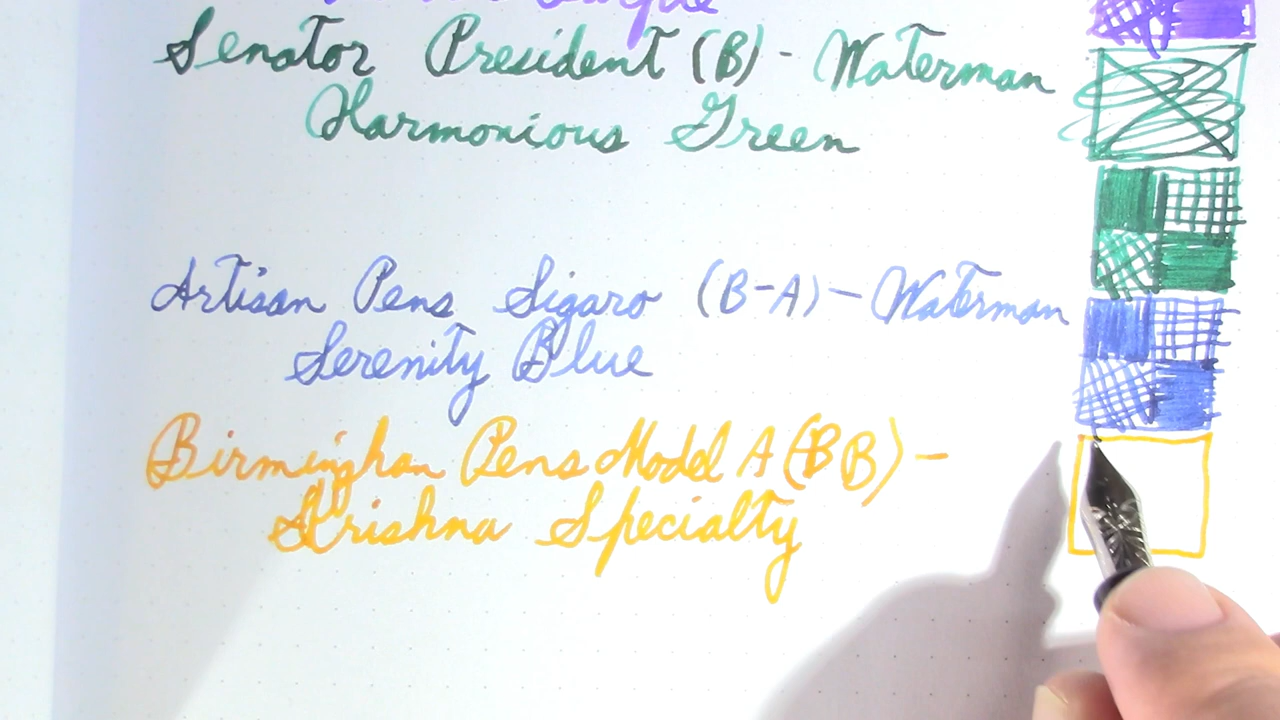 Senator President (B) - Waterman
Harmonious Green
Artisan Pens Sigaro (B-A) - Waterman
Serenity Blue
Birmingham Pens Model A (BB) -
Krishna Specialty